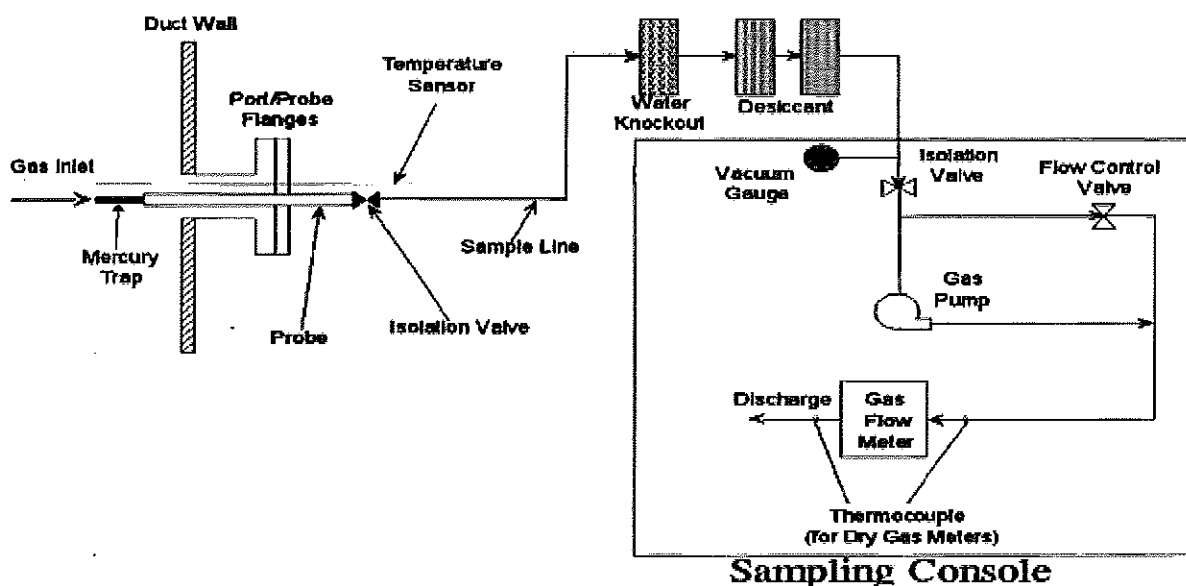 Duct Wall
Temperature
Sensor
Port/Probe
Flanges
Gas Inlet
Mercury
Trap
Probe
Isolation Valve
Sample Line
Water
Knockout
Desiccant
Vacuum
Gauge
Isolation
Valve
Flow Control
Valve
Gas
Pump
Discharge
Gas
Flow
Meter
Thermocouple
(for Dry Gas Meters)
Sampling Console